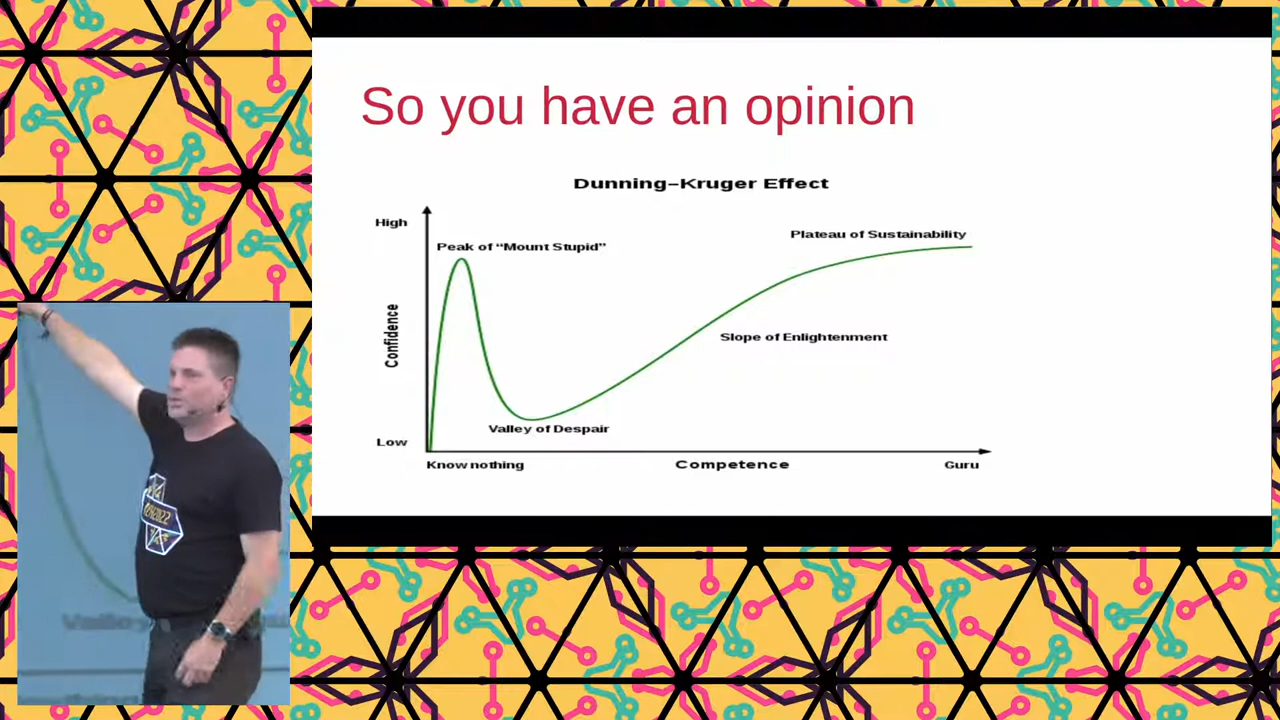 So you have an opinion
Dunning–Kruger Effect
High
Peak of “Mount Stupid”
Plateau of Sustainability
Confidence
Slope of Enlightenment
Valley of Despair
Low
Know nothing
Competence
Guru